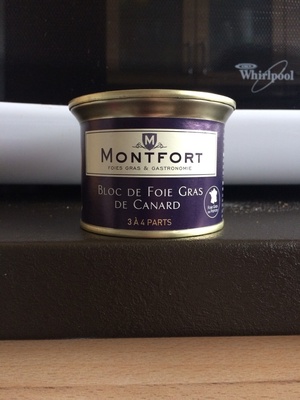 Whirlpool
M
MONTFORT
FOIES GRAS & GASTRONOMIE
BLOC DE FOIE GRAS
DE CANARD
3 À 4 PARTS